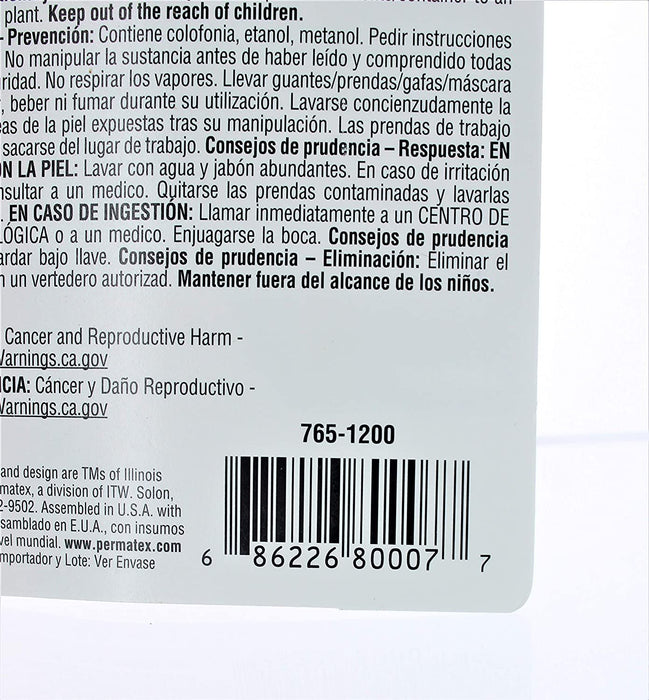 plant. Keep out of the reach of children.
- Prevención: Contiene colofonia, etanol, metanol. Pedir instrucciones
No manipular la sustancia antes de haber leído y comprendido todas
ridad. No respirar los vapores. Llevar guantes/prendas/gafas/máscara
, beber ni fumar durante su utilización. Lavarse concienzudamente la
as de la piel expuestas tras su manipulación. Las prendas de trabajo
sacarse del lugar de trabajo. Consejos de prudencia – Respuesta: EN
ON LA PIEL: Lavar con agua y jabón abundantes. En caso de irritación
nsultar a un medico. Quitarse las prendas contaminadas y lavarlas
. EN CASO DE INGESTIÓN: Llamar inmediatamente a un CENTRO DE
LÓGICA o a un medico. Enjuagarse la boca. Consejos de prudencia
ardar bajo llave. Consejos de prudencia – Eliminación: Eliminar el
n un vertedero autorizad. Mantener fuera del alcance de los niños.
Cancer and Reproductive Harm -
Warnings.ca.gov
CIA: Cáncer y Daño Reproductivo -
Warnings.ca.gov
765-1200
and design are TMs of Illinois
matex, a division of ITW. Solon,
2-9502. Assembled in U.S.A. with
samblado en E.U.A., con insumos
vel mundial. www.permatex.com
mportador y Lote: Ver Envase
6 86226 80007 7